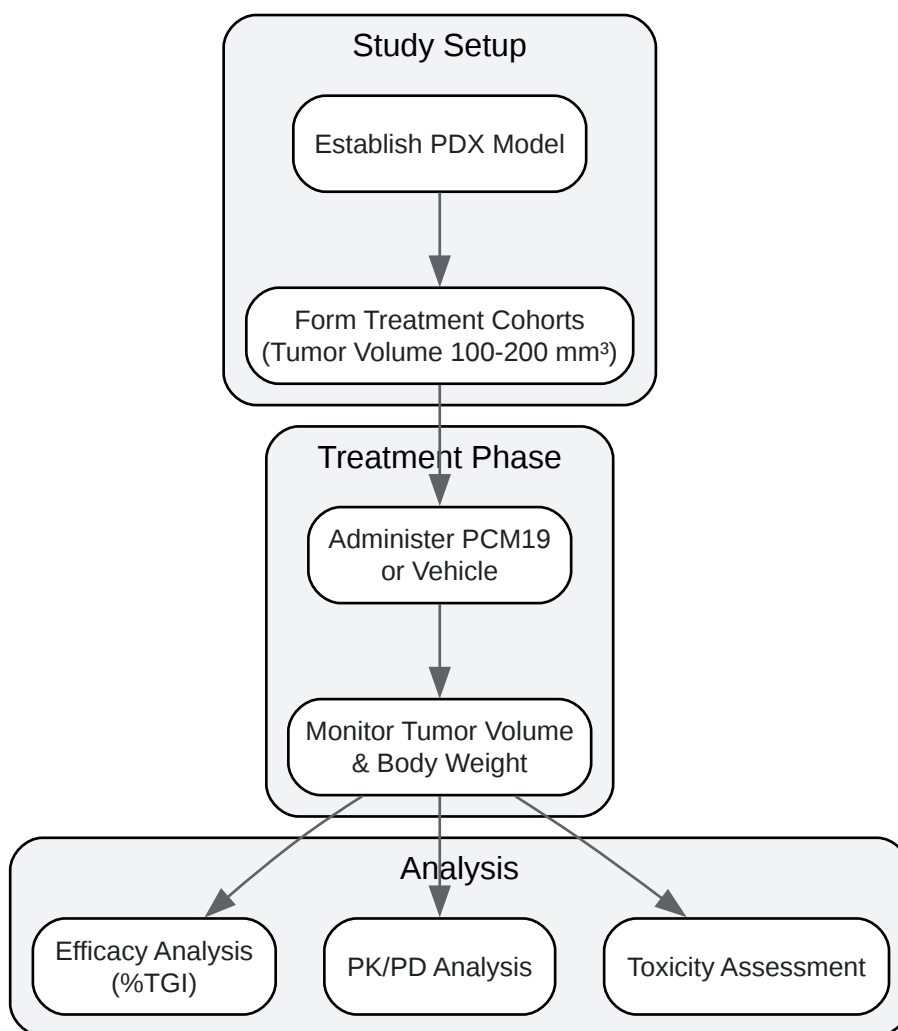 Study Setup
Establish PDX Model
Form Treatment Cohorts
(Tumor Volume 100-200 mm³)
Treatment Phase
Administer PCM19
or Vehicle
Monitor Tumor Volume
& Body Weight
Analysis
Efficacy Analysis
(%TGI)
PK/PD Analysis
Toxicity Assessment